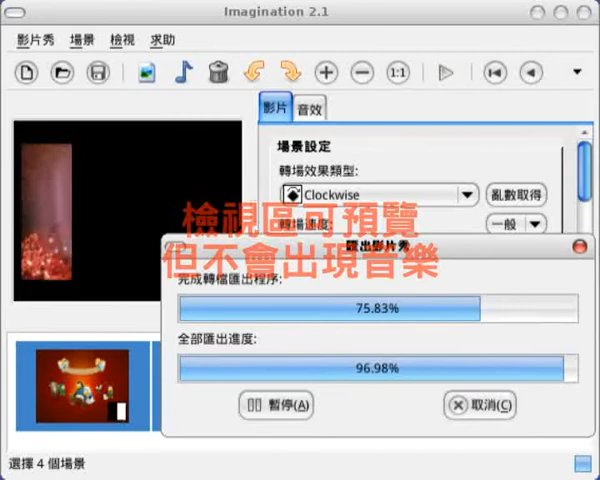 Imagination 2.1
影片秀 場景 檢視 求助
1:1
影片 音效
場景設定
轉場效果類型:
Clockwise 亂數取得
轉場速度: 一般
檢視區可預覽
但不會出現音樂
匯出影片秀
完成轉檔匯出程序:
75.83%
全部匯出進度:
96.98%
暫停(A) 取消(C)
選擇 4 個場景